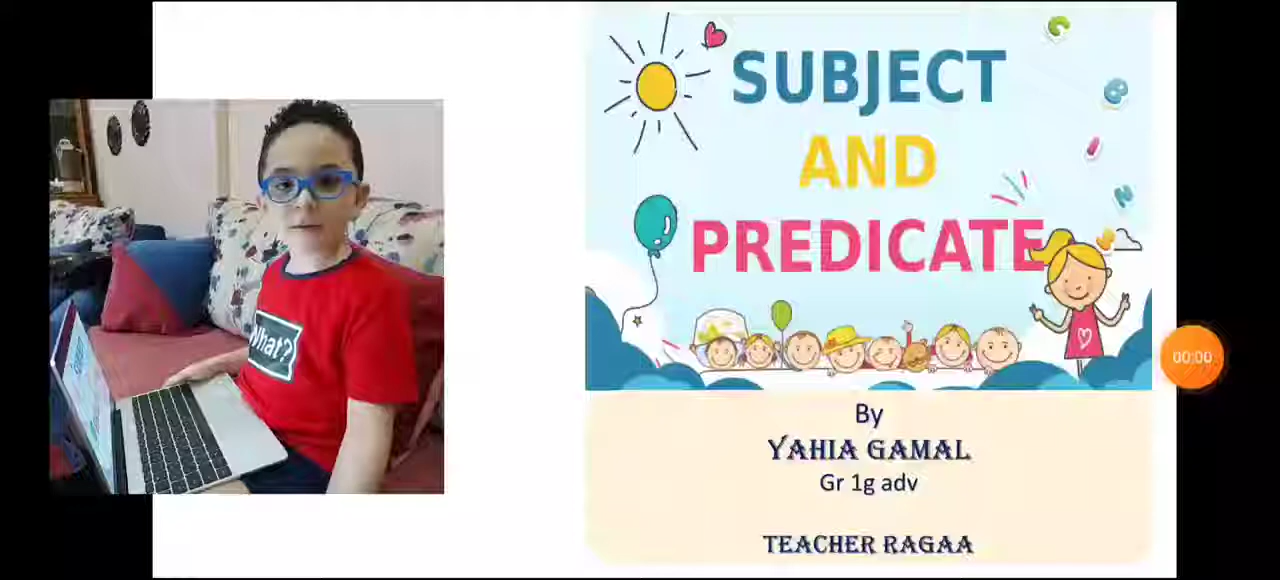 What?
SUBJECT
AND
PREDICATE
By
YAHIA GAMAL
Gr 1g adv
TEACHER RAGAA
00:00